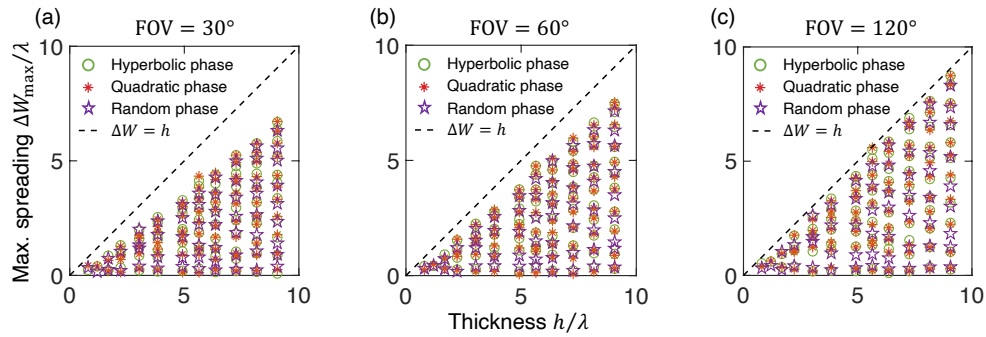 (a)
FOV = 30°
Max. spreading ΔW_max/λ
10
5
0
Hyperbolic phase
Quadratic phase
Random phase
ΔW = h
0 5 10
(b)
FOV = 60°
10
5
0
Hyperbolic phase
Quadratic phase
Random phase
ΔW = h
0 5 10
Thickness h/λ
(c)
FOV = 120°
10
5
0
Hyperbolic phase
Quadratic phase
Random phase
ΔW = h
0 5 10